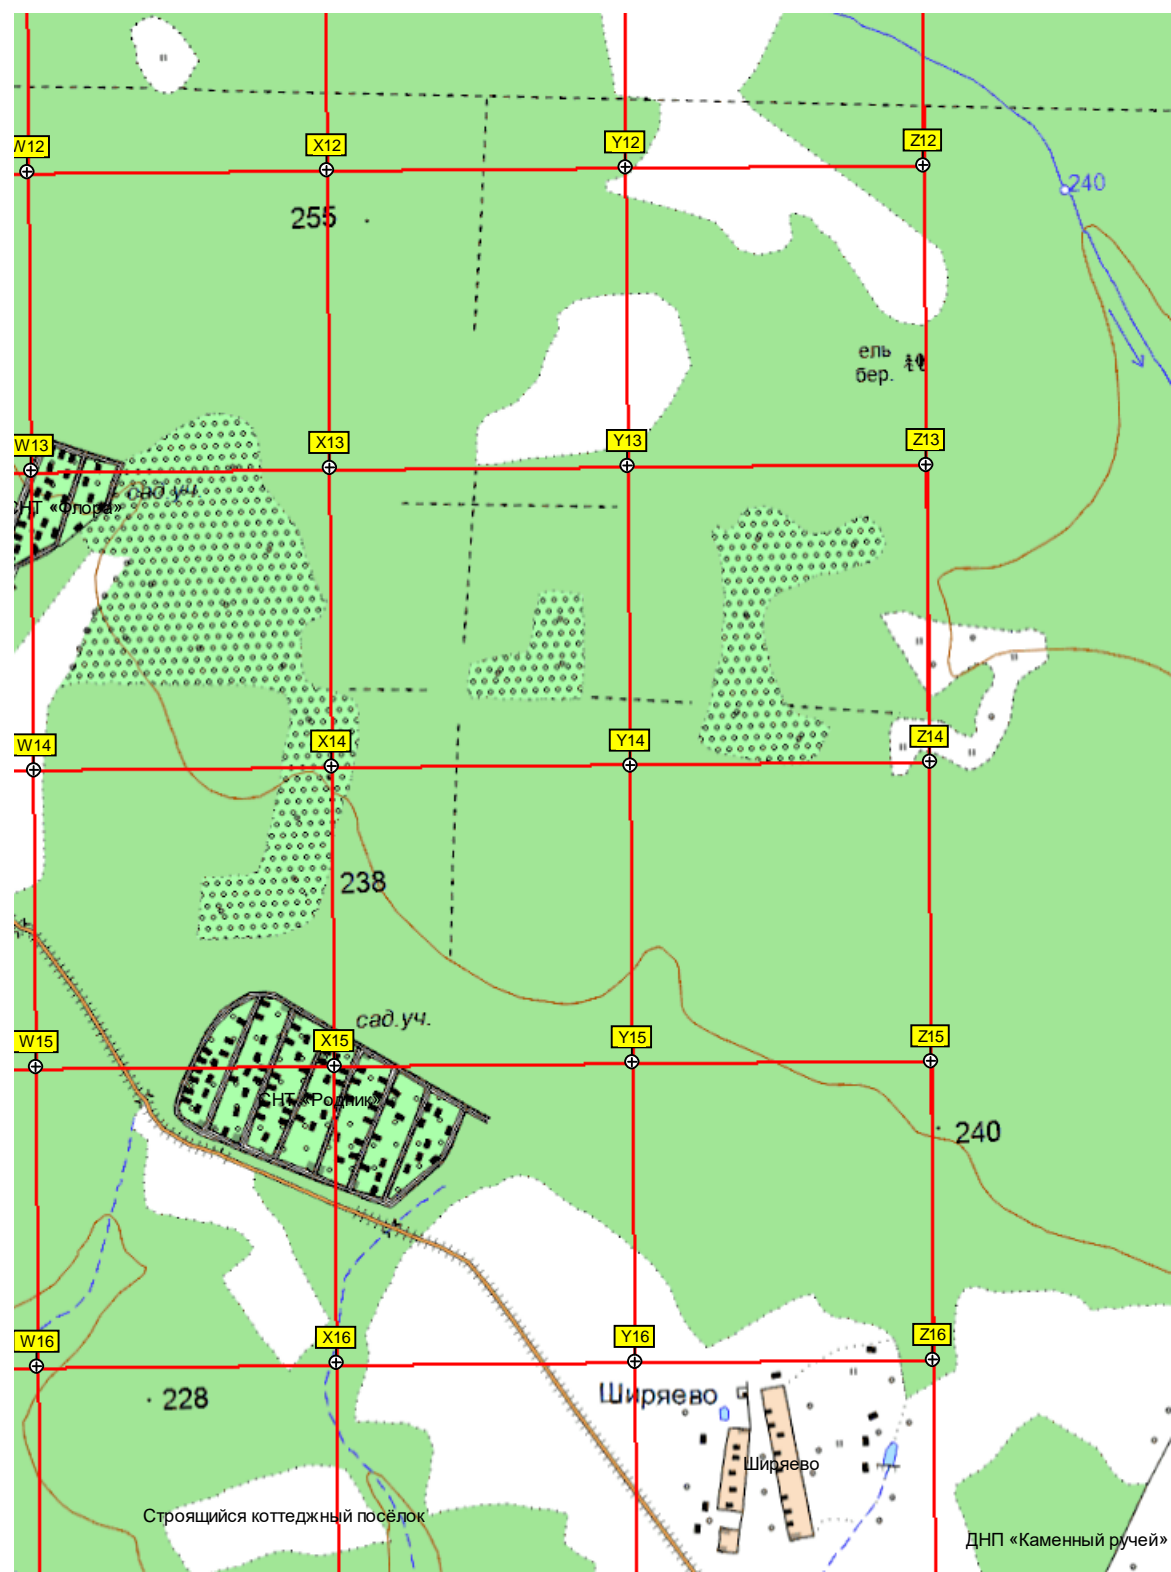 W12
X12
Y12
Z12
240
255
ель
бер.
W13
X13
Y13
Z13
сад.уч.
СНТ «Флора»
W14
X14
Y14
Z14
238
сад.уч.
W15
X15
Y15
Z15
СНТ «Родник»
240
W16
X16
Y16
Z16
228
Ширяево
Ширяево
Строящийся коттеджный посёлок
ДНП «Каменный ручей»